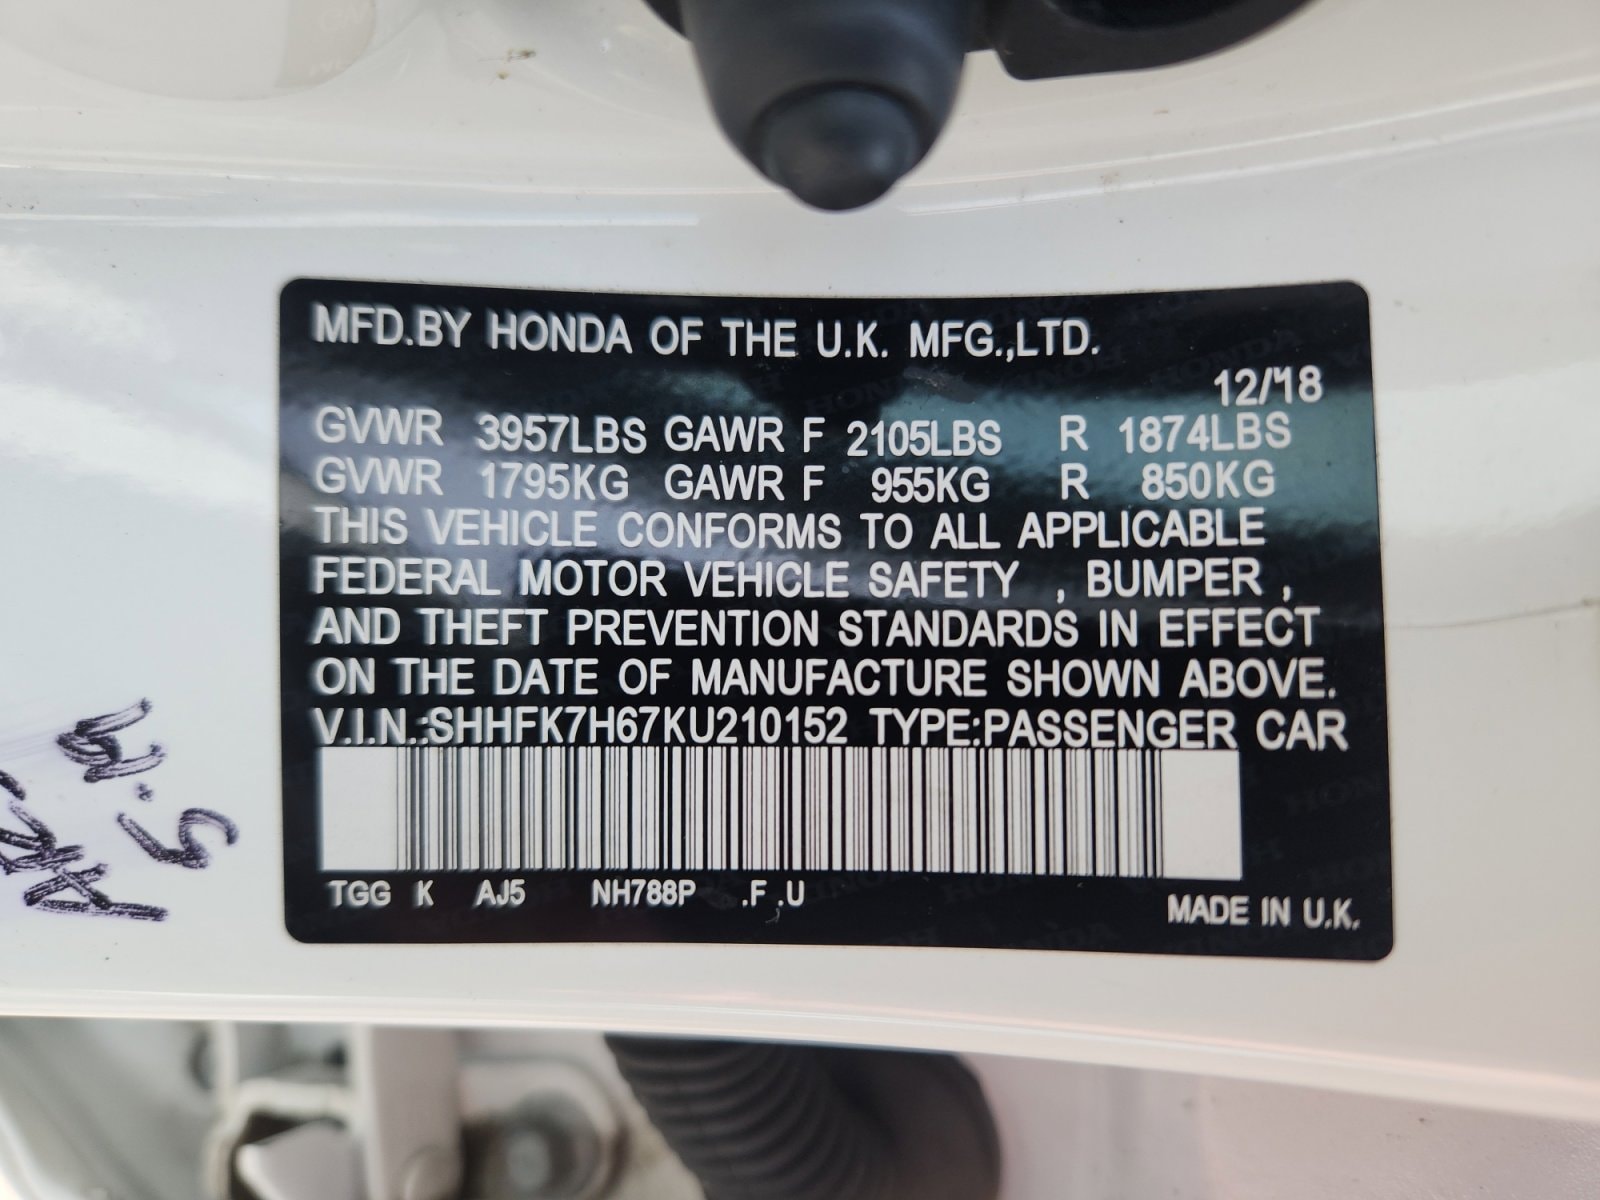 MFD.BY HONDA OF THE U.K. MFG.,LTD.
12/18
GVWR 3957LBS GAWR F 2105LBS R 1874LBS
GVWR 1795KG GAWR F 955KG R 850KG
THIS VEHICLE CONFORMS TO ALL APPLICABLE
FEDERAL MOTOR VEHICLE SAFETY , BUMPER ,
AND THEFT PREVENTION STANDARDS IN EFFECT
ON THE DATE OF MANUFACTURE SHOWN ABOVE.
V.I.N.:SHHFK7H67KU210152 TYPE:PASSENGER CAR
TGG K AJ5 NH788P .F .U
MADE IN U.K.